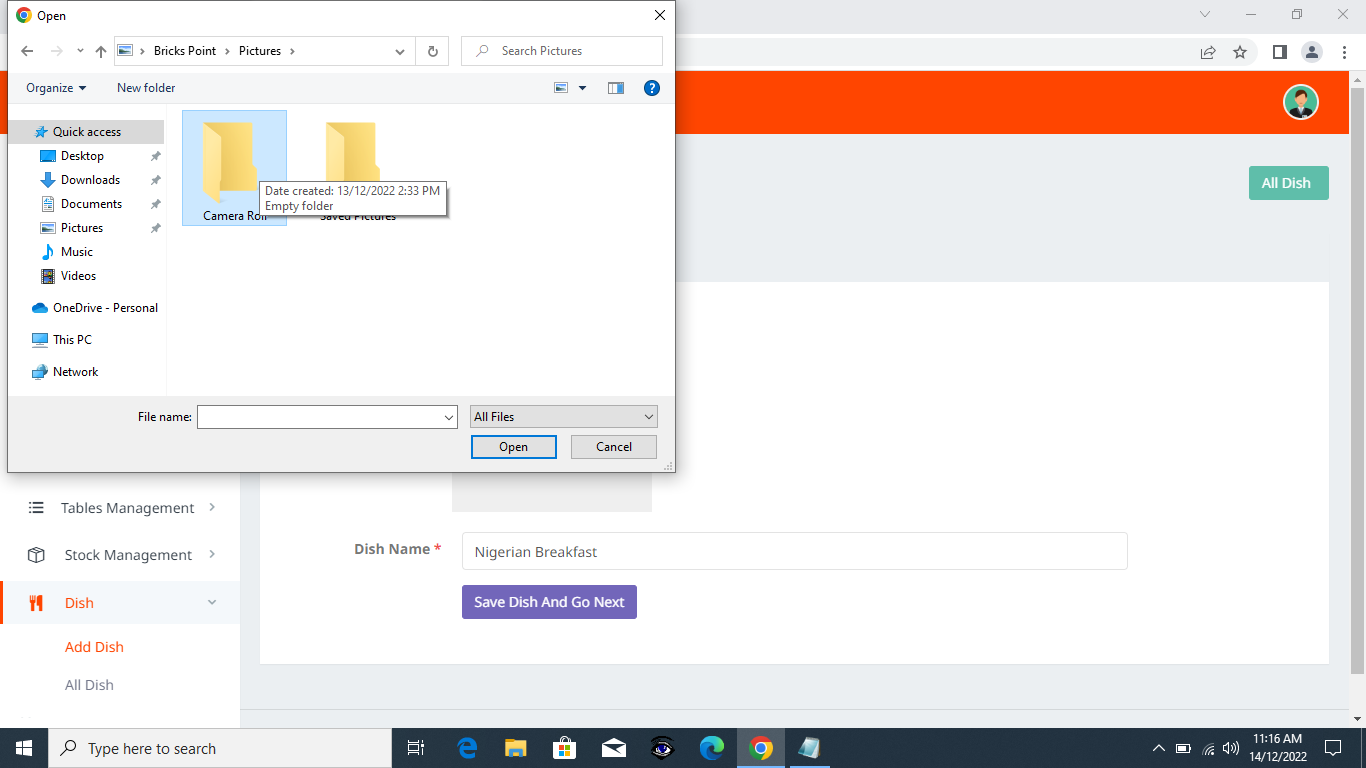 Open
Bricks Point
Pictures
Search Pictures
Organize
New folder
?
Quick access
Desktop
Downloads
Documents
Pictures
Music
Videos
OneDrive - Personal
This PC
Network
Date created: 13/12/2022 2:33 PM
Empty folder
Camera Roll
Saved Pictures
File name:
All Files
Open
Cancel
All Dish
Tables Management
Stock Management
Dish
Add Dish
All Dish
Dish Name *
Nigerian Breakfast
Save Dish And Go Next
Type here to search
11:16 AM
14/12/2022